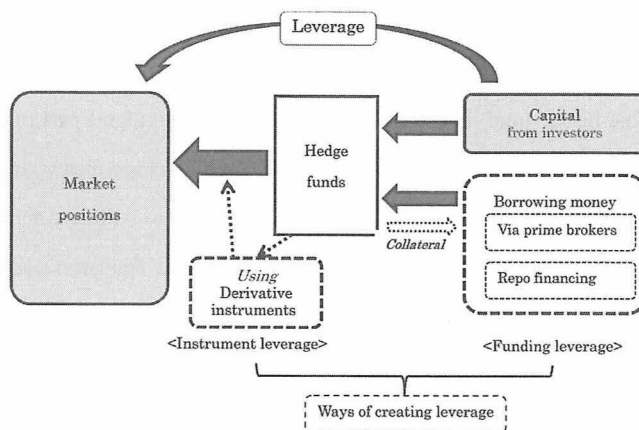 Leverage
Capital
from investors
Hedge
funds
Market
positions
Borrowing money
Via prime brokers
Collateral
Repo financing
Using
Derivative
instruments
<Instrument leverage>
<Funding leverage>
Ways of creating leverage